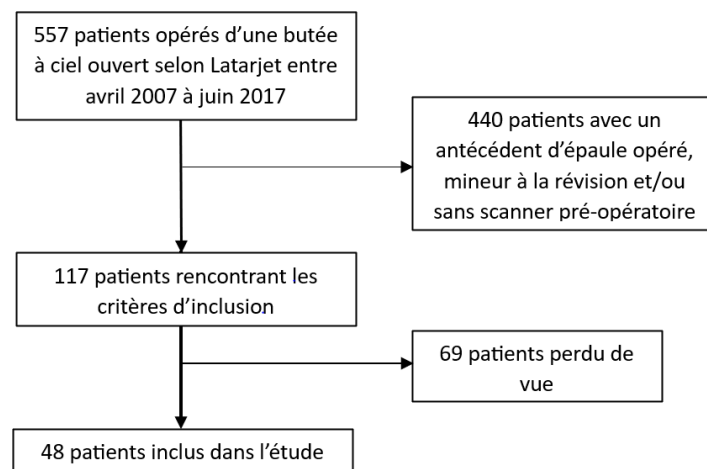 557 patients opérés d’une butée
à ciel ouvert selon Latarjet entre
avril 2007 à juin 2017
440 patients avec un
antécédent d’épaule opéré,
mineur à la révision et/ou
sans scanner pré-opératoire
117 patients rencontrant les
critères d’inclusion.
69 patients perdu de
vue
48 patients inclus dans l’étude